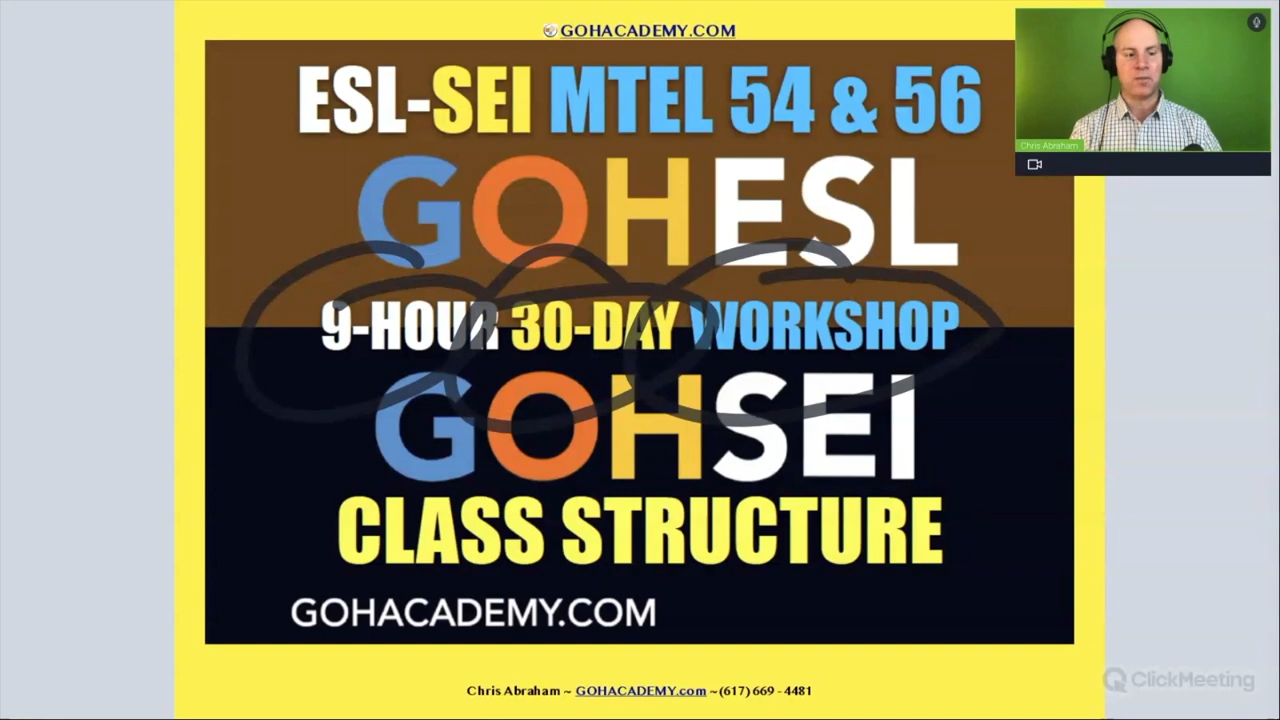 GOHACADEMY.COM
ESL-SEI MTEL 54 & 56
GOHESL
9-HOUR 30-DAY WORKSHOP
GOHSEI
CLASS STRUCTURE
GOHACADEMY.COM
Chris Abraham ~ GOHACADEMY.com ~(617) 669 - 4481
Chris Abraham
ClickMeeting